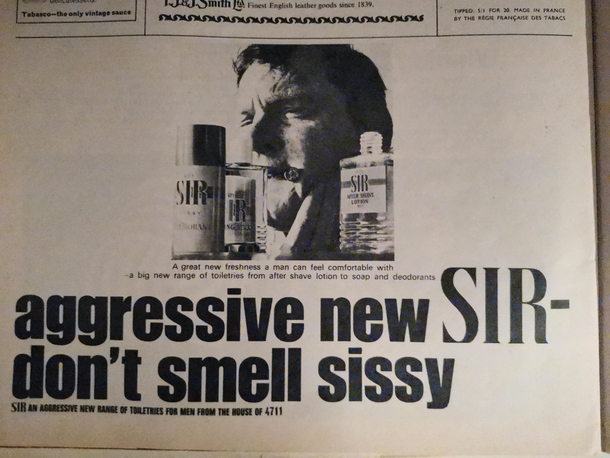 Tabasco—the only vintage sauce
T.J.&J.Smith Ltd. Finest English leather goods since 1839.
TIPPED. 5/1 FOR 20. MADE IN FRANCE
BY THE RÉGIE FRANÇAISE DES TABACS
SIR
SIR
AFTER SHAVE
LOTION
A great new freshness a man can feel comfortable with
–a big new range of toiletries from after shave lotion to soap and deodorants
aggressive new SIR-
don't smell sissy
SIR AN AGGRESSIVE NEW RANGE OF TOILETRIES FOR MEN FROM THE HOUSE OF 4711